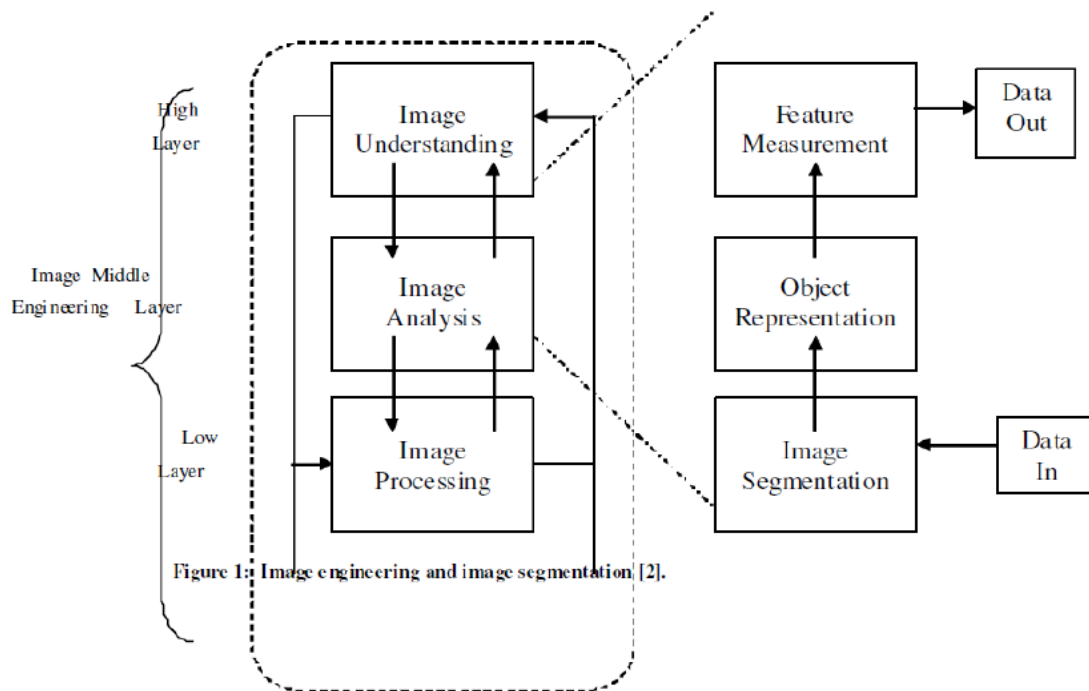 High
Layer
Image Middle
Engineering Layer
Low
Layer
Image
Understanding
Image
Analysis
Image
Processing
Feature
Measurement
Object
Representation
Image
Segmentation
Data
Out
Data
In
Figure 1: Image engineering and image segmentation [2].